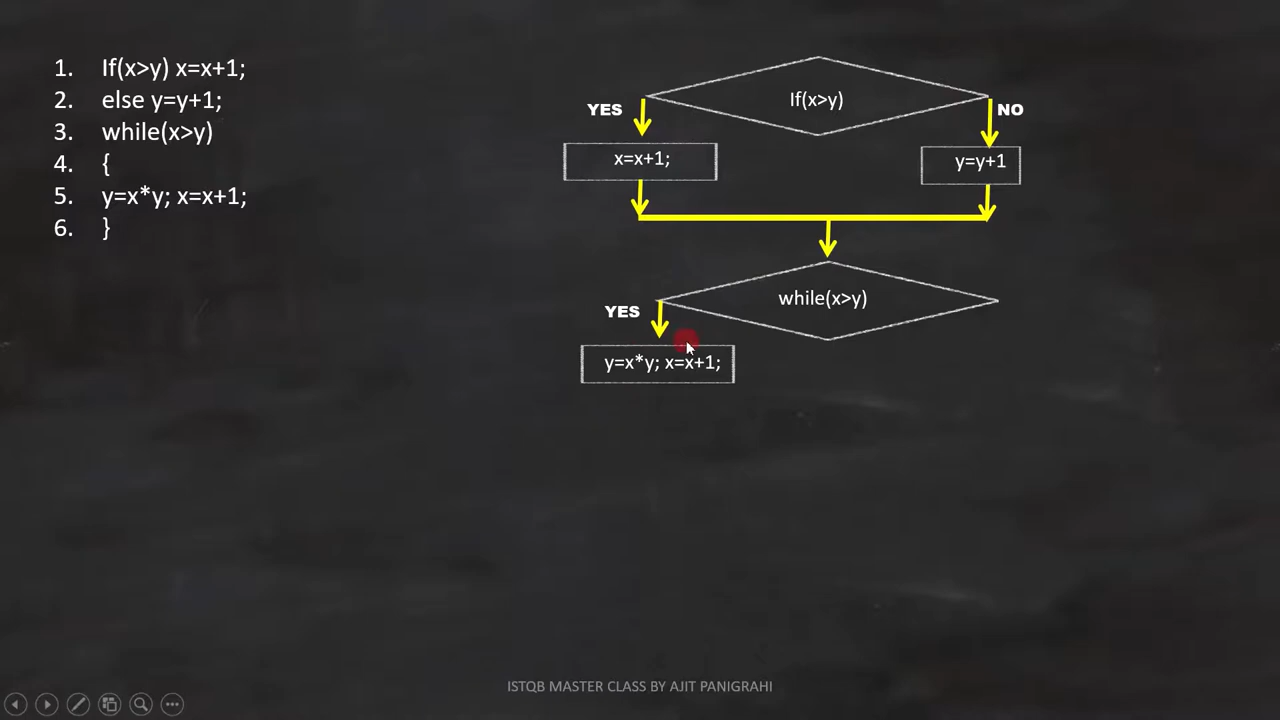 1. If(x>y) x=x+1;
2. else y=y+1;
3. while(x>y)
4. {
5. y=x*y; x=x+1;
6. }
If(x>y)
YES
NO
x=x+1;
y=y+1
while(x>y)
YES
y=x*y; x=x+1;
ISTQB MASTER CLASS BY AJIT PANIGRAHI